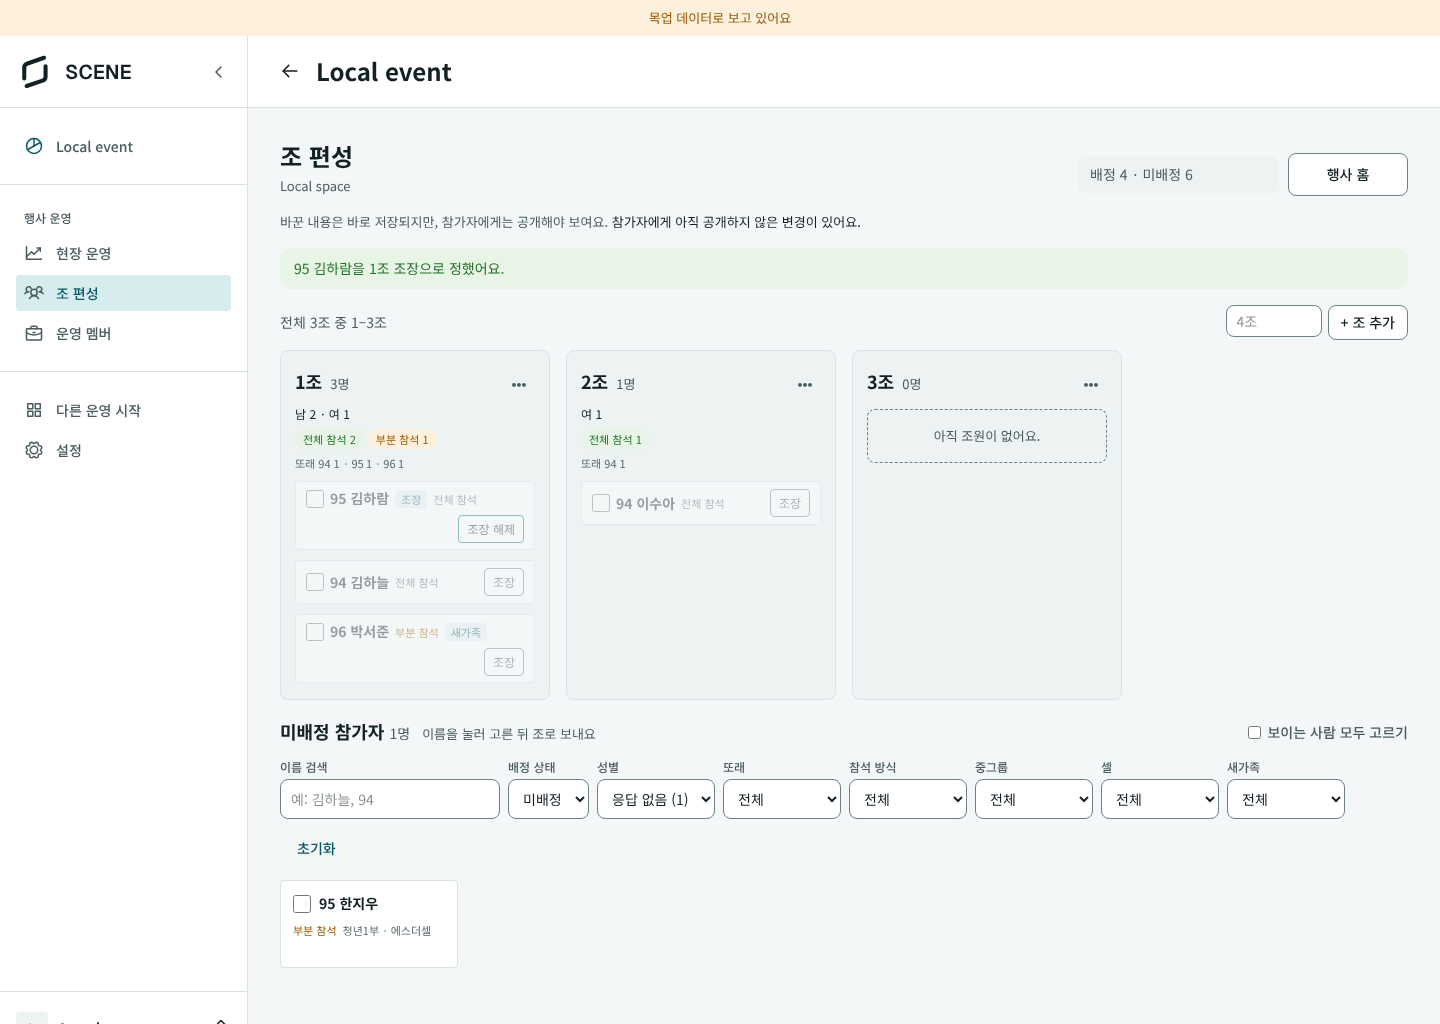 목업 데이터로 보고 있어요
SCENE
Local event
Local event
행사 운영
현장 운영
조 편성
운영 멤버
다른 운영 시작
설정
조 편성
Local space
배정 4 · 미배정 6
행사 홈
바꾼 내용은 바로 저장되지만, 참가자에게는 공개해야 보여요. 참가자에게 아직 공개하지 않은 변경이 있어요.
95 김하람을 1조 조장으로 정했어요.
전체 3조 중 1–3조
4조
+ 조 추가
1조 3명
남 2 · 여 1
전체 참석 2 부분 참석 1
또래 94 1 · 95 1 · 96 1
95 김하람 조장 전체 참석
조장 해제
94 김하늘 전체 참석 조장
96 박서준 부분 참석 새가족
조장
2조 1명
여 1
전체 참석 1
또래 94 1
94 이수아 전체 참석 조장
3조 0명
아직 조원이 없어요.
미배정 참가자 1명 이름을 눌러 고른 뒤 조로 보내요
보이는 사람 모두 고르기
이름 검색 배정 상태 성별 또래 참석 방식 중그룹 셀 새가족
예: 김하늘, 94 미배정 응답 없음 (1) 전체 전체 전체 전체 전체
초기화
95 한지우
부분 참석 청년1부 · 에스더셀